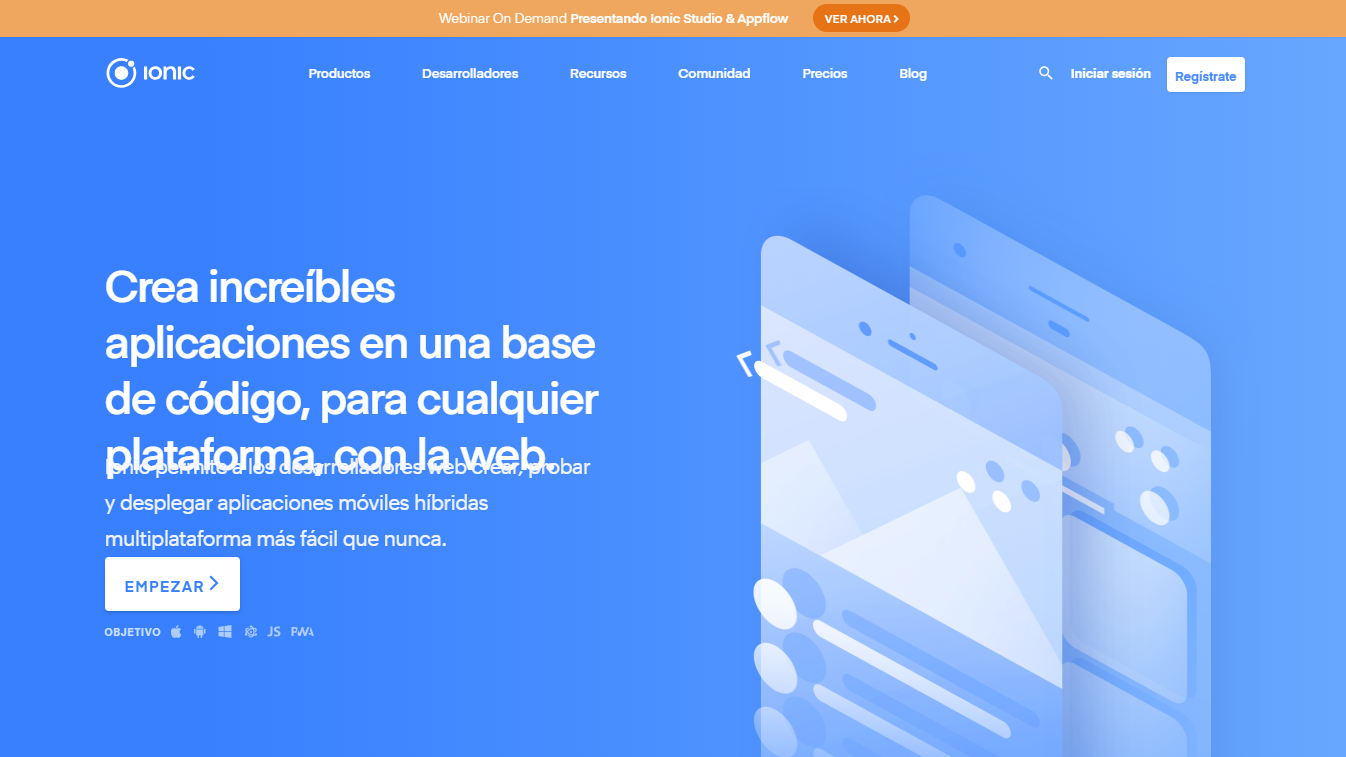 Webinar On Demand Presentando Ionic Studio & Appflow VER AHORA
ionic Productos Desarrolladores Recursos Comunidad Precios Blog Iniciar sesión Regístrate
Crea increíbles
aplicaciones en una base
de código, para cualquier
plataforma, con la web.
Ionic permite a los desarrolladores web crear, probar
y desplegar aplicaciones móviles híbridas
multiplataforma más fácil que nunca.
EMPEZAR
OBJETIVO JS PWA